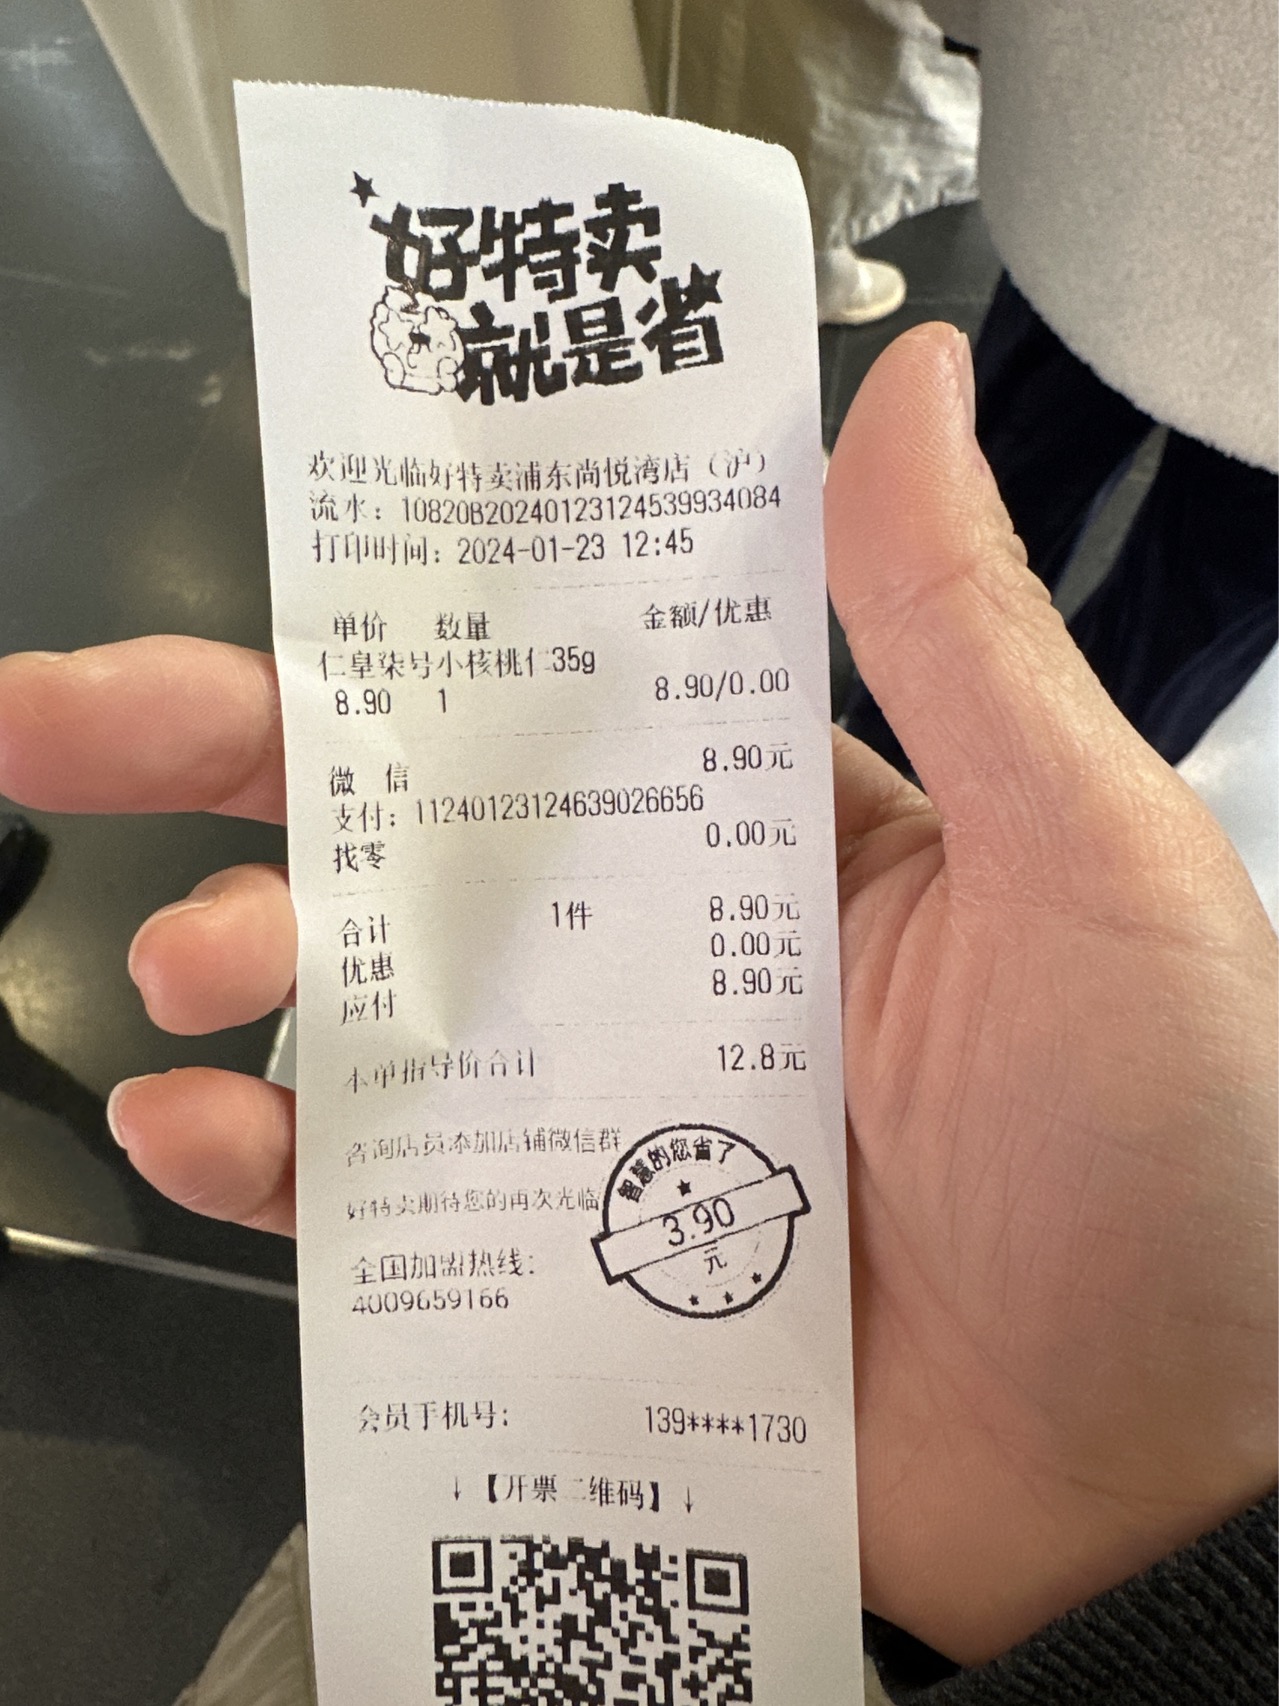 好特卖
就是省
欢迎光临好特卖浦东尚悦湾店（沪）
流水：10820B20240123124539934084
打印时间：2024-01-23 12:45
单价 数量 金额/优惠
仁皇柒号小核桃仁35g
8.90 1 8.90/0.00
微 信 8.90元
支付：11240123124639026656
找零 0.00元
合计 1件 8.90元
优惠 0.00元
应付 8.90元
本单指导价合计 12.8元
咨询店员添加店铺微信群
好特卖期待您的再次光临
智慧的您省了
3.90
元
全国加盟热线：
4009659166
会员手机号： 139****1730
↓【开票二维码】↓